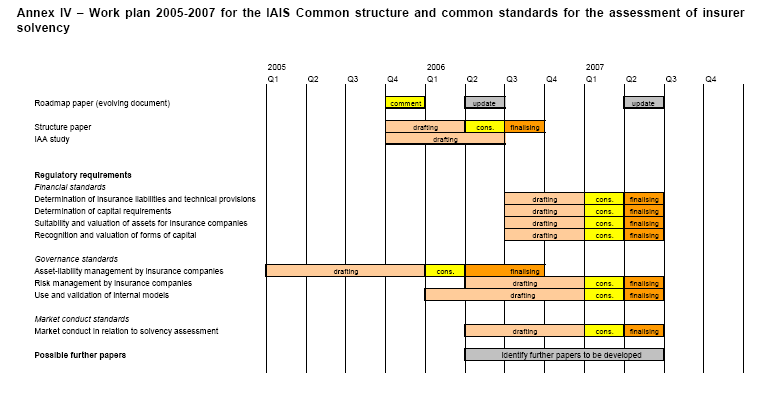 Annex IV – Work plan 2005-2007 for the IAIS Common structure and common standards for the assessment of insurer
solvency
2005 2006 2007
Q1 Q2 Q3 Q4 Q1 Q2 Q3 Q4 Q1 Q2 Q3 Q4
Roadmap paper (evolving document) comment update update
Structure paper drafting cons. finalising
IAA study drafting
Regulatory requirements
Financial standards
Determination of insurance liabilities and technical provisions drafting cons. finalising
Determination of capital requirements drafting cons. finalising
Suitability and valuation of assets for insurance companies drafting cons. finalising
Recognition and valuation of forms of capital drafting cons. finalising
Governance standards
Asset-liability management by insurance companies drafting cons. finalising
Risk management by insurance companies drafting cons. finalising
Use and validation of internal models drafting cons. finalising
Market conduct standards
Market conduct in relation to solvency assessment drafting cons. finalising
Possible further papers Identify further papers to be developed